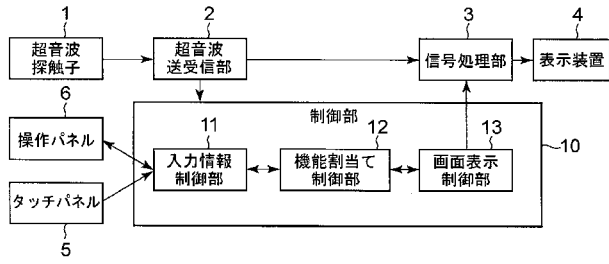 1
2
3
4
超音波
探触子
超音波
送受信部
信号処理部
表示装置
6
制御部
操作パネル
11
12
13
10
入力情報
制御部
機能割当て
制御部
画面表示
制御部
タッチパネル
5